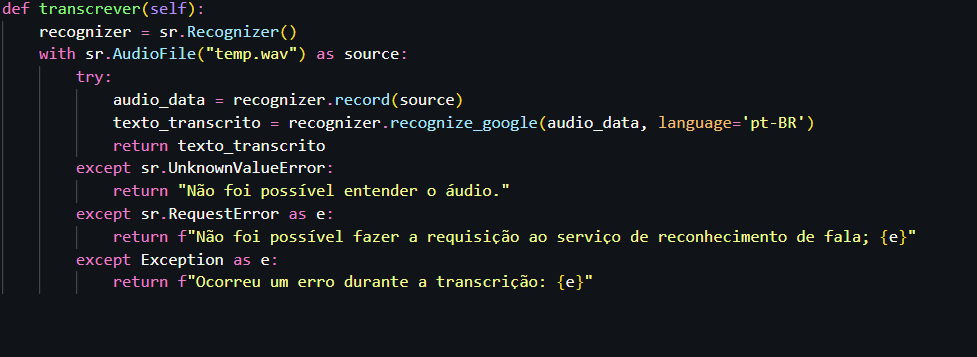 def transcrever(self):
    recognizer = sr.Recognizer()
    with sr.AudioFile("temp.wav") as source:
        try:
            audio_data = recognizer.record(source)
            texto_transcrito = recognizer.recognize_google(audio_data, language='pt-BR')
            return texto_transcrito
        except sr.UnknownValueError:
            return "Não foi possível entender o áudio."
        except sr.RequestError as e:
            return f"Não foi possível fazer a requisição ao serviço de reconhecimento de fala; {e}"
        except Exception as e:
            return f"Ocorreu um erro durante a transcrição: {e}"